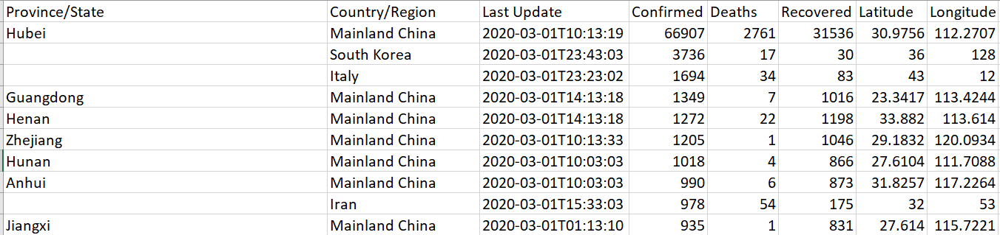 Province/State Country/Region Last Update Confirmed Deaths Recovered Latitude Longitude
Hubei Mainland China 2020-03-01T10:13:19 66907 2761 31536 30.9756 112.2707
South Korea 2020-03-01T23:43:03 3736 17 30 36 128
Italy 2020-03-01T23:23:02 1694 34 83 43 12
Guangdong Mainland China 2020-03-01T14:13:18 1349 7 1016 23.3417 113.4244
Henan Mainland China 2020-03-01T14:13:18 1272 22 1198 33.882 113.614
Zhejiang Mainland China 2020-03-01T10:13:33 1205 1 1046 29.1832 120.0934
Hunan Mainland China 2020-03-01T10:03:03 1018 4 866 27.6104 111.7088
Anhui Mainland China 2020-03-01T10:03:03 990 6 873 31.8257 117.2264
Iran 2020-03-01T15:33:03 978 54 175 32 53
Jiangxi Mainland China 2020-03-01T01:13:10 935 1 831 27.614 115.7221